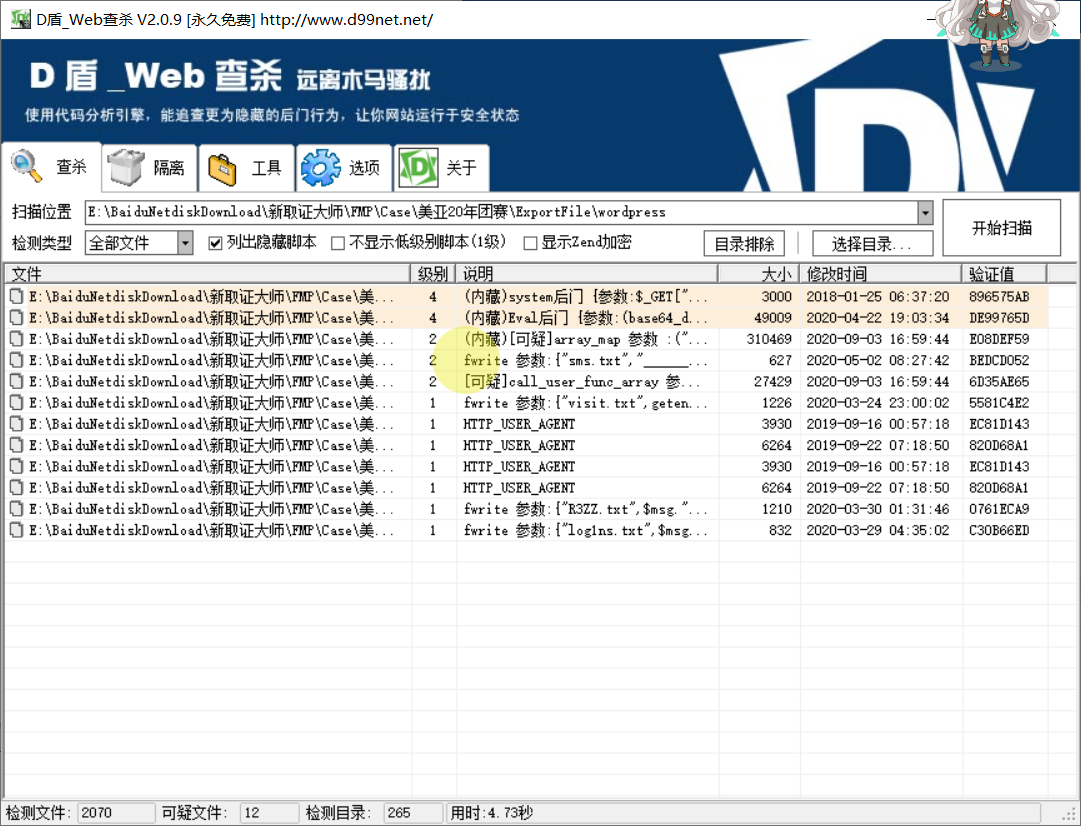 D盾_Web查杀 V2.0.9 [永久免费] http://www.d99net.net/
D 盾 _Web 查杀 远离木马骚扰
使用代码分析引擎，能追查更为隐藏的后门行为，让你网站运行于安全状态
查杀 隔离 工具 选项 关于
扫描位置 E:\BaiduNetdiskDownload\新取证大师\FMP\Case\美亚20年团赛\ExportFile\wordpress 开始扫描
检测类型 全部文件 列出隐藏脚本 不显示低级别脚本(1级) 显示Zend加密 目录排除 选择目录...
文件 级别 说明 大小 修改时间 验证值
E:\BaiduNetdiskDownload\新取证大师\FMP\Case\美... 4 (内藏)system后门 {参数:$_GET["... 3000 2018-01-25 06:37:20 896575AB
E:\BaiduNetdiskDownload\新取证大师\FMP\Case\美... 4 (内藏)Eval后门 {参数:(base64_d... 49009 2020-04-22 19:03:34 DE99765D
E:\BaiduNetdiskDownload\新取证大师\FMP\Case\美... 2 (内藏)[可疑]array_map 参数 :("... 310469 2020-09-03 16:59:44 E08DEF59
E:\BaiduNetdiskDownload\新取证大师\FMP\Case\美... 2 fwrite 参数:{"sms.txt","______... 627 2020-05-02 08:27:42 BEDCD052
E:\BaiduNetdiskDownload\新取证大师\FMP\Case\美... 2 [可疑]call_user_func_array 参... 27429 2020-09-03 16:59:44 6D35AE65
E:\BaiduNetdiskDownload\新取证大师\FMP\Case\美... 1 fwrite 参数:{"visit.txt",geten... 1226 2020-03-24 23:00:02 5581C4E2
E:\BaiduNetdiskDownload\新取证大师\FMP\Case\美... 1 HTTP_USER_AGENT 3930 2019-09-16 00:57:18 EC81D143
E:\BaiduNetdiskDownload\新取证大师\FMP\Case\美... 1 HTTP_USER_AGENT 6264 2019-09-22 07:18:50 820D68A1
E:\BaiduNetdiskDownload\新取证大师\FMP\Case\美... 1 HTTP_USER_AGENT 3930 2019-09-16 00:57:18 EC81D143
E:\BaiduNetdiskDownload\新取证大师\FMP\Case\美... 1 HTTP_USER_AGENT 6264 2019-09-22 07:18:50 820D68A1
E:\BaiduNetdiskDownload\新取证大师\FMP\Case\美... 1 fwrite 参数:{"R3ZZ.txt",$msg."... 1210 2020-03-30 01:31:46 0761ECA9
E:\BaiduNetdiskDownload\新取证大师\FMP\Case\美... 1 fwrite 参数:{"log1ns.txt",$msg... 832 2020-03-29 04:35:02 C30B66ED
检测文件: 2070 可疑文件: 12 检测目录: 265 用时:4.73秒